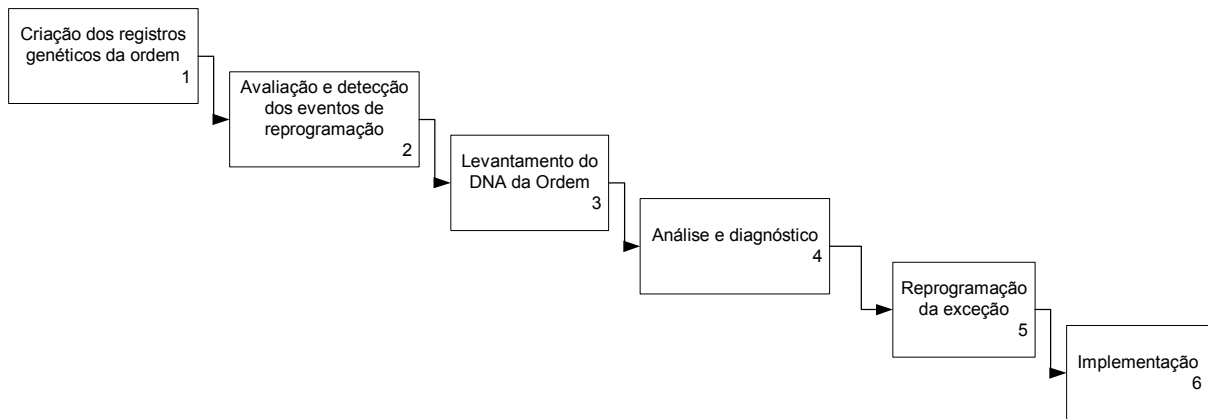 Criação dos registros
genéticos da ordem
1
Avaliação e detecção
dos eventos de
reprogramação
2
Levantamento do
DNA da Ordem
3
Análise e diagnóstico
4
Reprogramação
da exceção
5
Implementação
6